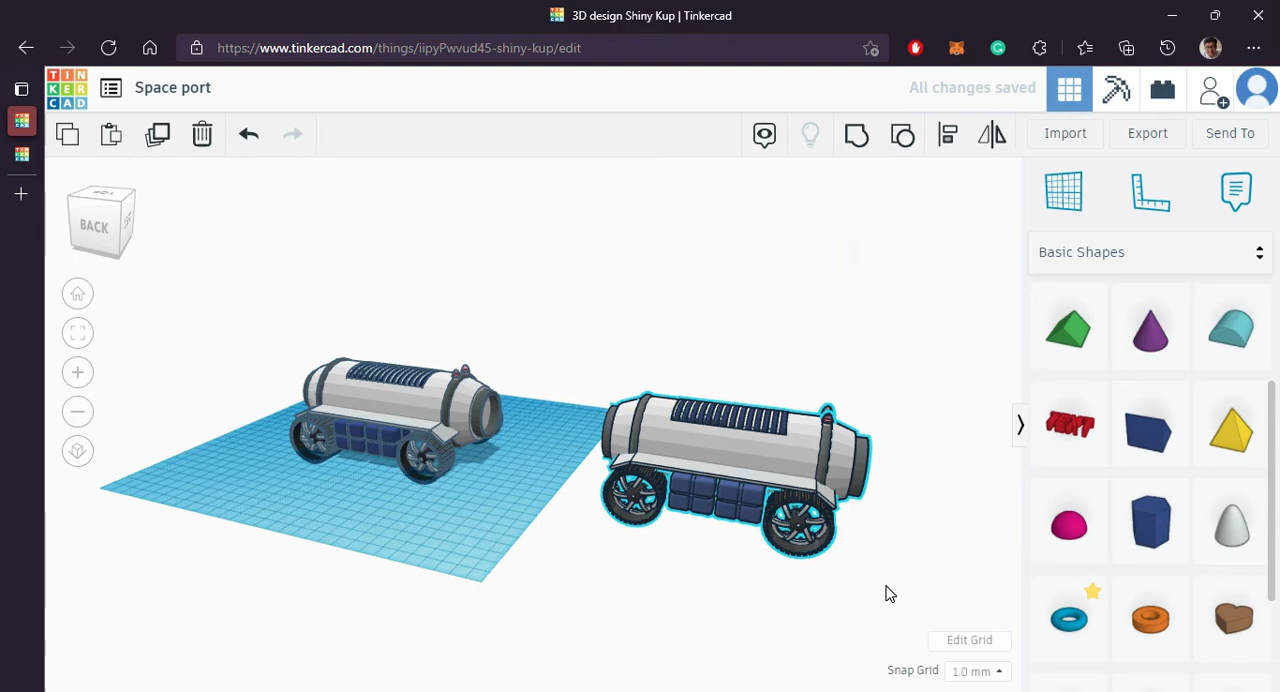 3D design Shiny Kup | Tinkercad
https://www.tinkercad.com/things/iipyPwvud45-shiny-kup/edit
TIN
KER
CAD
Space port
All changes saved
Import
Export
Send To
BACK
Basic Shapes
TEXT
Edit Grid
Snap Grid
1.0 mm